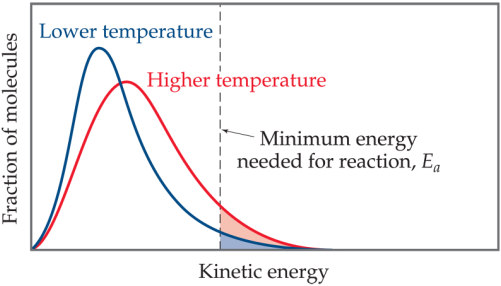 Lower temperature
Higher temperature
Minimum energy
needed for reaction, Ea
Fraction of molecules
Kinetic energy